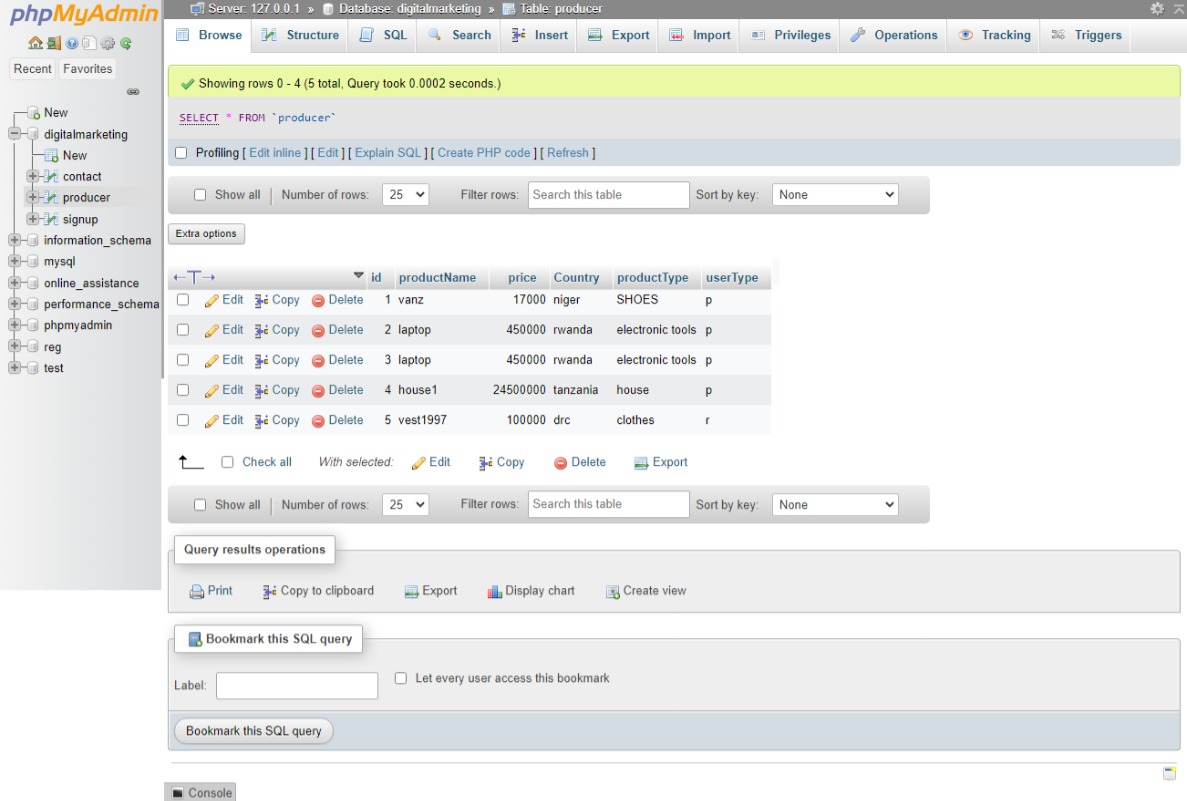 phpMyAdmin
Server: 127.0.0.1 » Database: digitalmarketing » Table: producer
Browse Structure SQL Search Insert Export Import Privileges Operations Tracking Triggers
Recent Favorites
New
digitalmarketing
New
contact
producer
signup
information_schema
mysql
online_assistance
performance_schema
phpmyadmin
reg
test
Showing rows 0 - 4 (5 total, Query took 0.0002 seconds.)
SELECT * FROM `producer`
Profiling [ Edit inline ] [ Edit ] [ Explain SQL ] [ Create PHP code ] [ Refresh ]
Show all Number of rows: 25 Filter rows: Search this table Sort by key: None
Extra options
←T→ id productName price Country productType userType
Edit Copy Delete 1 vanz 17000 niger SHOES p
Edit Copy Delete 2 laptop 450000 rwanda electronic tools p
Edit Copy Delete 3 laptop 450000 rwanda electronic tools p
Edit Copy Delete 4 house1 24500000 tanzania house p
Edit Copy Delete 5 vest1997 100000 drc clothes r
Check all With selected: Edit Copy Delete Export
Show all Number of rows: 25 Filter rows: Search this table Sort by key: None
Query results operations
Print Copy to clipboard Export Display chart Create view
Bookmark this SQL query
Label: Let every user access this bookmark
Bookmark this SQL query
Console